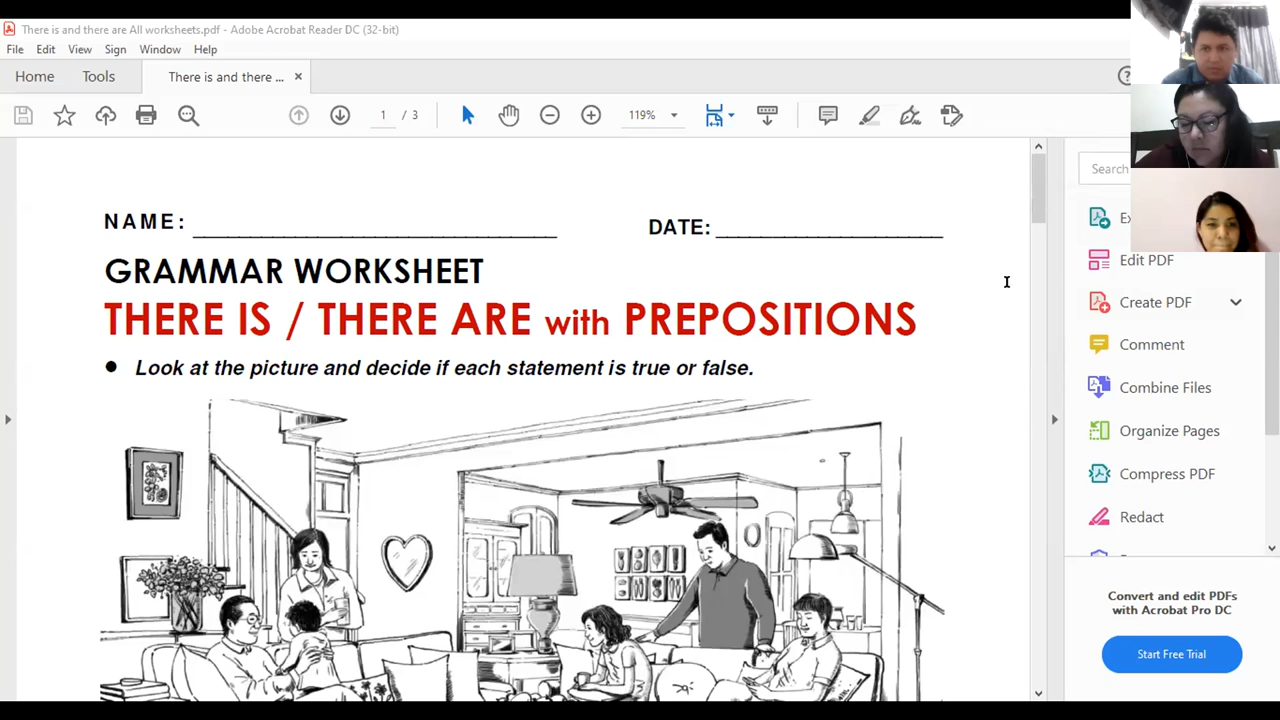 There is and there are All worksheets.pdf - Adobe Acrobat Reader DC (32-bit)
File Edit View Sign Window Help
Home Tools There is and there ... ×
1 / 3 119%
Search
Edit PDF
Create PDF
Comment
Combine Files
Organize Pages
Compress PDF
Redact
Convert and edit PDFs
with Acrobat Pro DC
Start Free Trial
NAME: ______________________________ DATE: ____________________
GRAMMAR WORKSHEET
THERE IS / THERE ARE with PREPOSITIONS
● Look at the picture and decide if each statement is true or false.